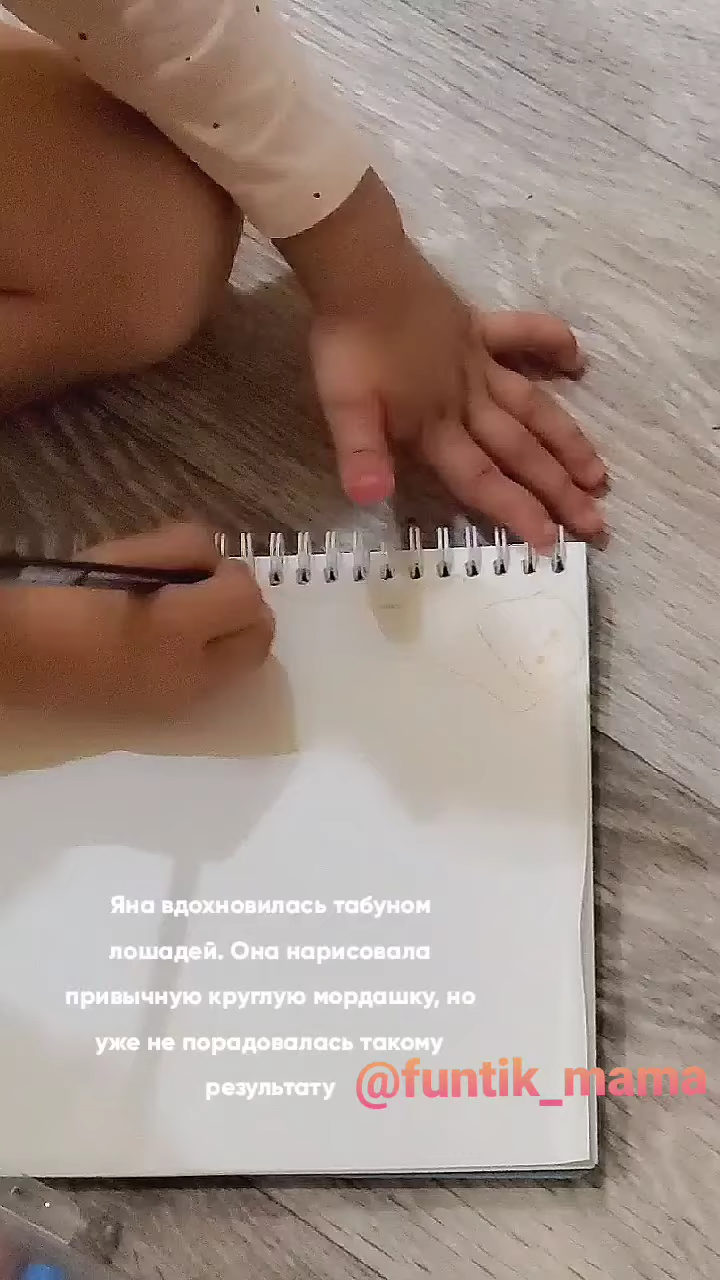 Яна вдохновилась табуном
лошадей. Она нарисовала
привычную круглую мордашку, но
уже не порадовалась такому
результату
@funtik_mama